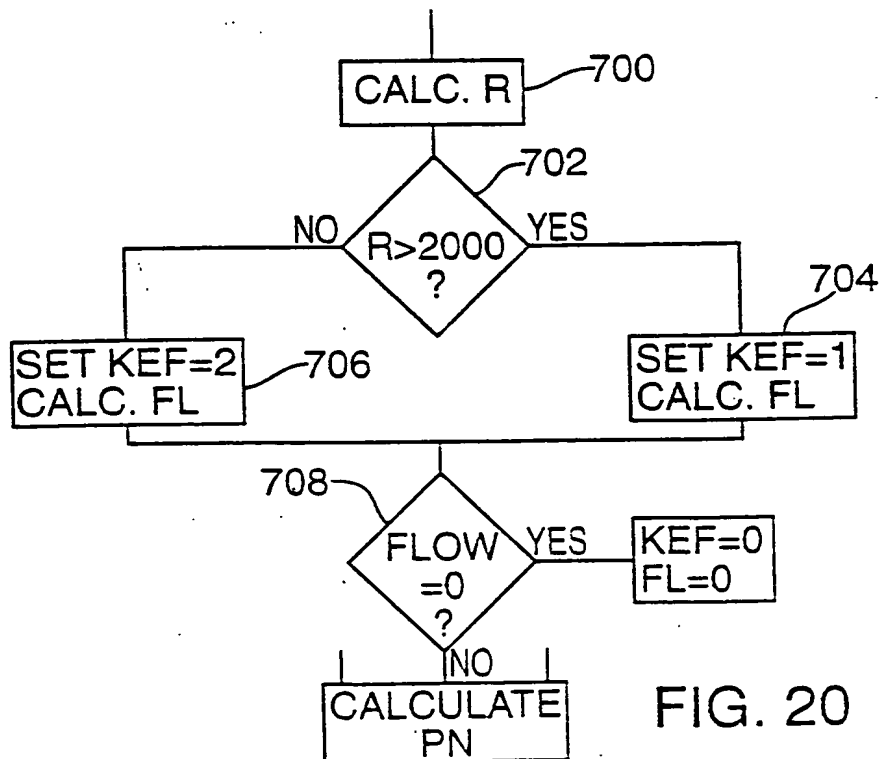 CALC. R
700
702
NO
YES
R>2000
?
704
SET KEF=2
CALC. FL
706
SET KEF=1
CALC. FL
708
FLOW
=0
?
YES
KEF=0
FL=0
NO
CALCULATE
PN
FIG. 20